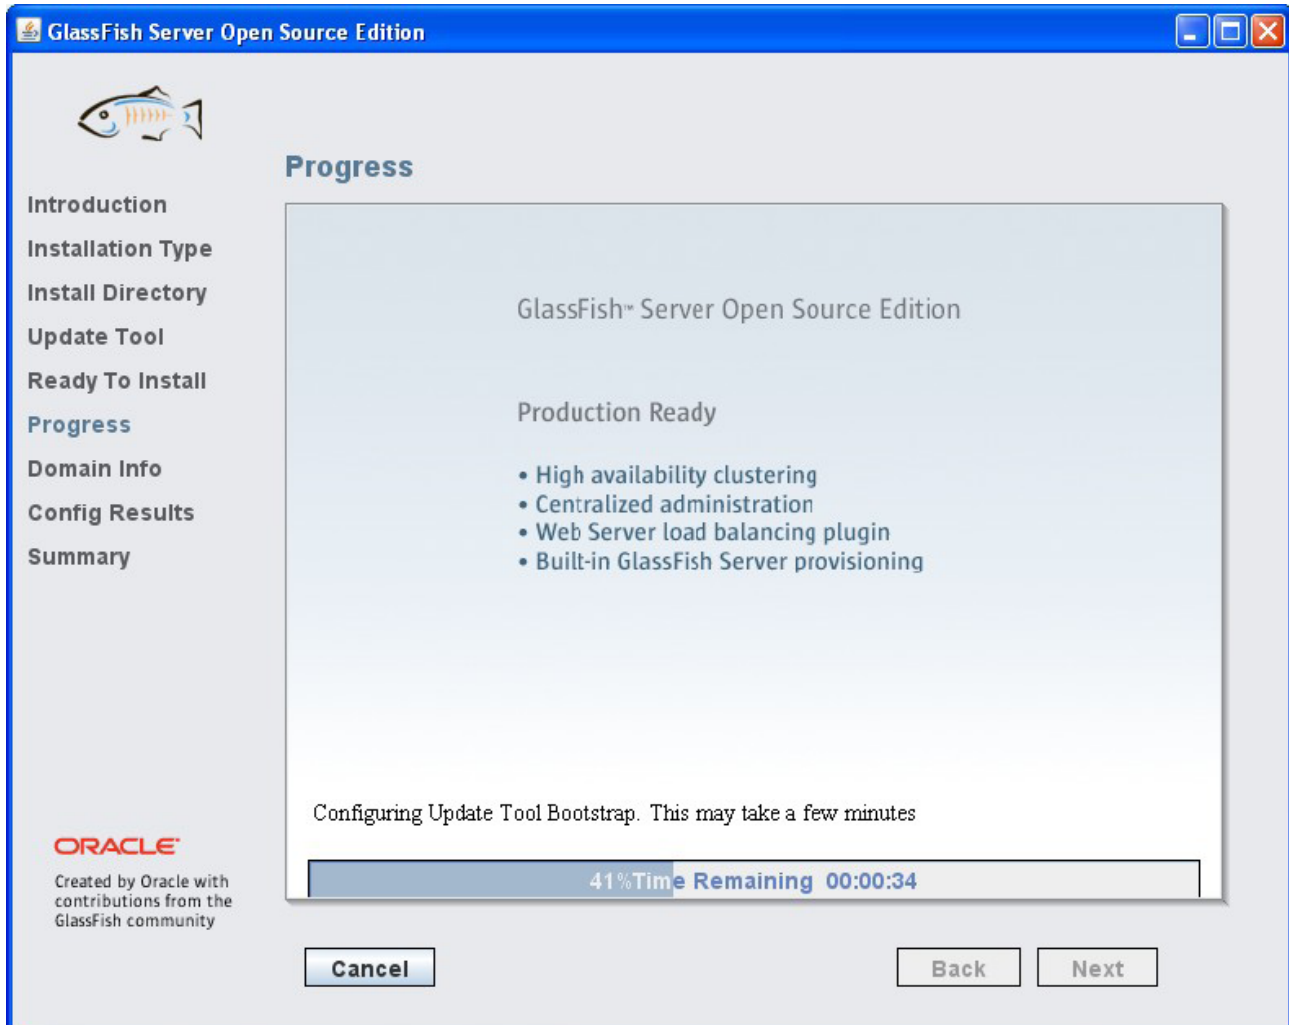 GlassFish Server Open Source Edition
Progress
Introduction
Installation Type
Install Directory
Update Tool
Ready To Install
Progress
Domain Info
Config Results
Summary
GlassFish™ Server Open Source Edition
Production Ready
• High availability clustering
• Centralized administration
• Web Server load balancing plugin
• Built-in GlassFish Server provisioning
Configuring Update Tool Bootstrap. This may take a few minutes
41%Time Remaining 00:00:34
ORACLE
Created by Oracle with
contributions from the
GlassFish community
Cancel
Back
Next